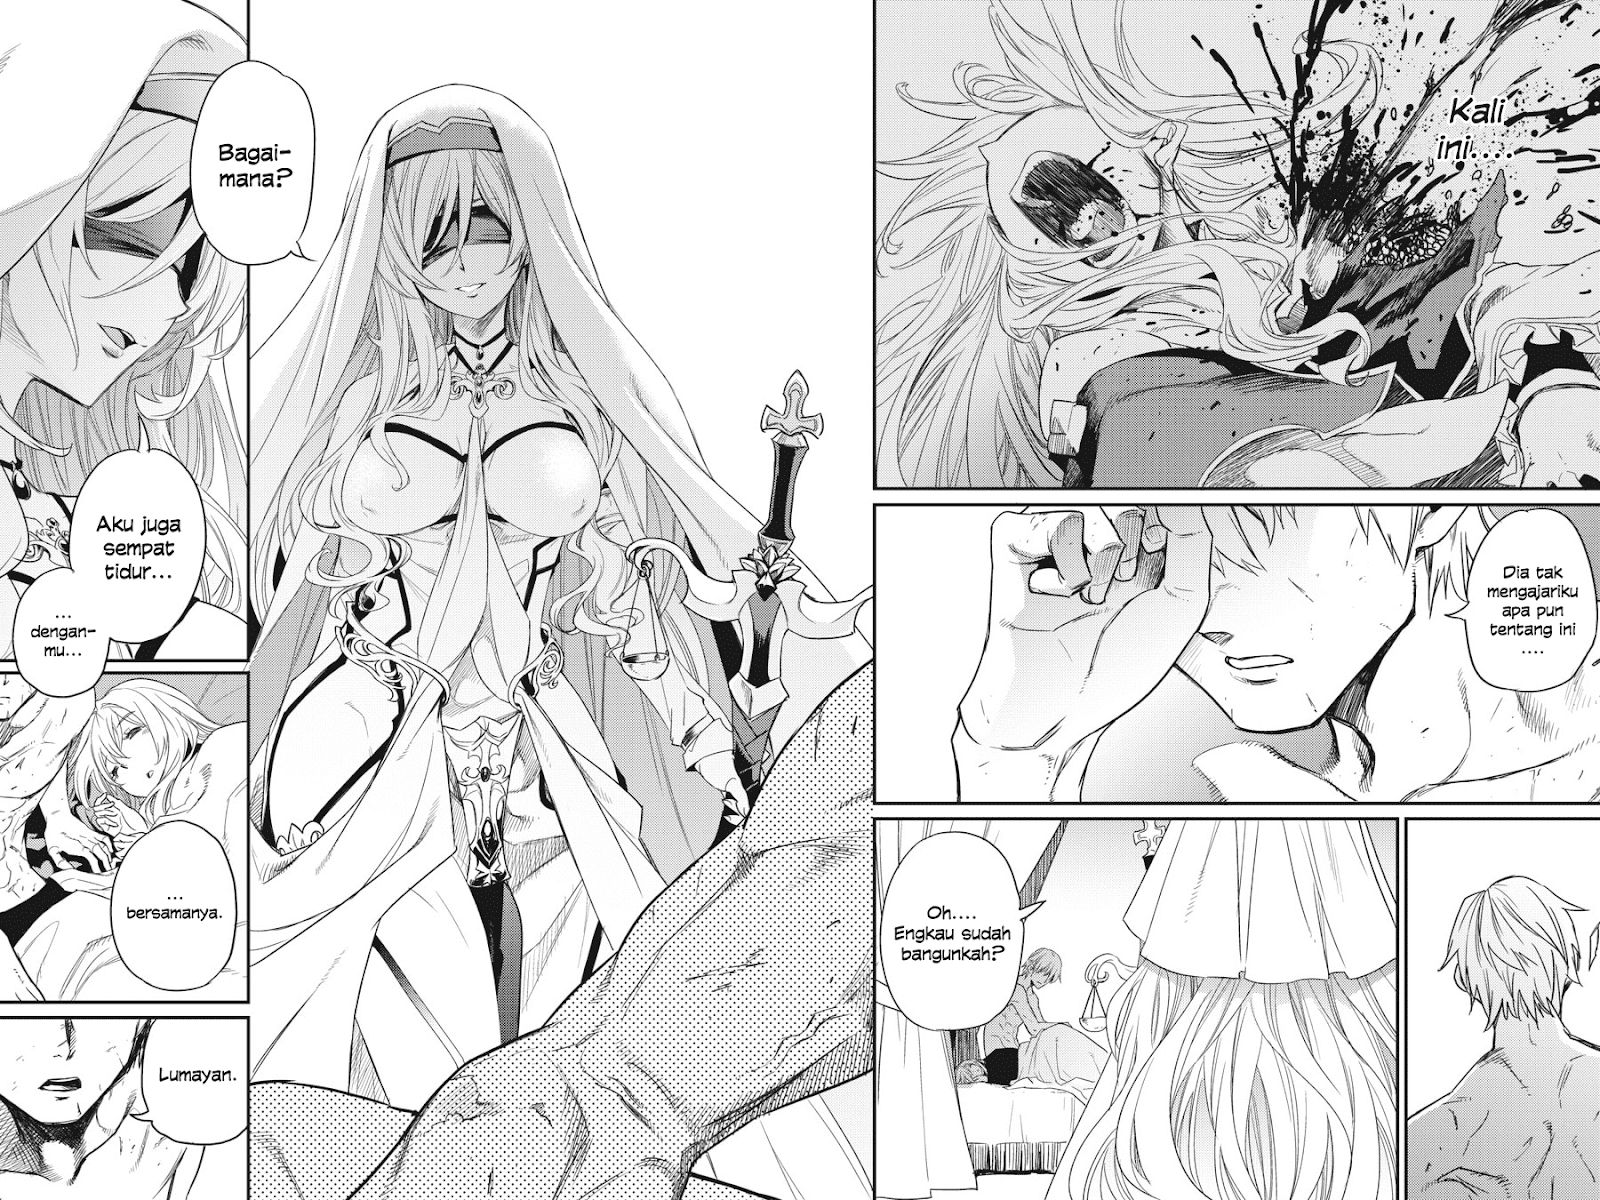 Kali
ini....
Dia tak
mengajariku
apa pun
tentang ini
....
Oh....
Engkau sudah
bangunkah?
Bagai-
mana?
Aku juga
sempat
tidur...
...
dengan-
mu...
...
bersamanya.
Lumayan.